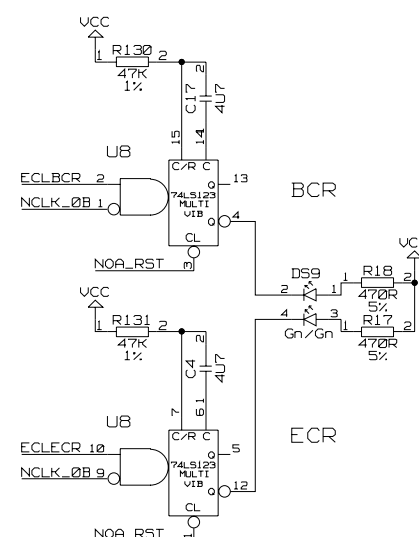 VCC
1 R130 2
47K
1%
C17
2
4U7
15
14
U8
C/R C
ECLBCR 2
NCLK_0B 1
Q 13
74LS123
MULTI
VIB
Q 4
CL
3
NOA_RST
BCR
VCC
DS9
2 1
1 R18 2
470R
5%
4 3
Gn/Gn
1 R17 2
470R
5%
VCC
1 R131 2
47K
1%
C4
2
4U7
7
6 1
U8
C/R C
ECLECR 10
NCLK_0B 9
Q 5
74LS123
MULTI
VIB
Q 12
CL
NOA_RST
ECR